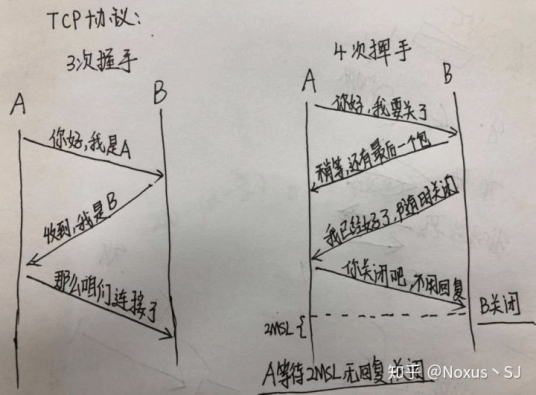 TCP协议:
3次握手
A
B
你好,我是A
收到,我是B
那么咱们连接了
4次挥手
A
B
你好,我要关了
稍等,还有最后一个包
我已经好了,随时关闭
你关闭吧,不用回复
2MSL
B关闭
A等待2MSL无回复关闭
知乎 @Noxus丶SJ